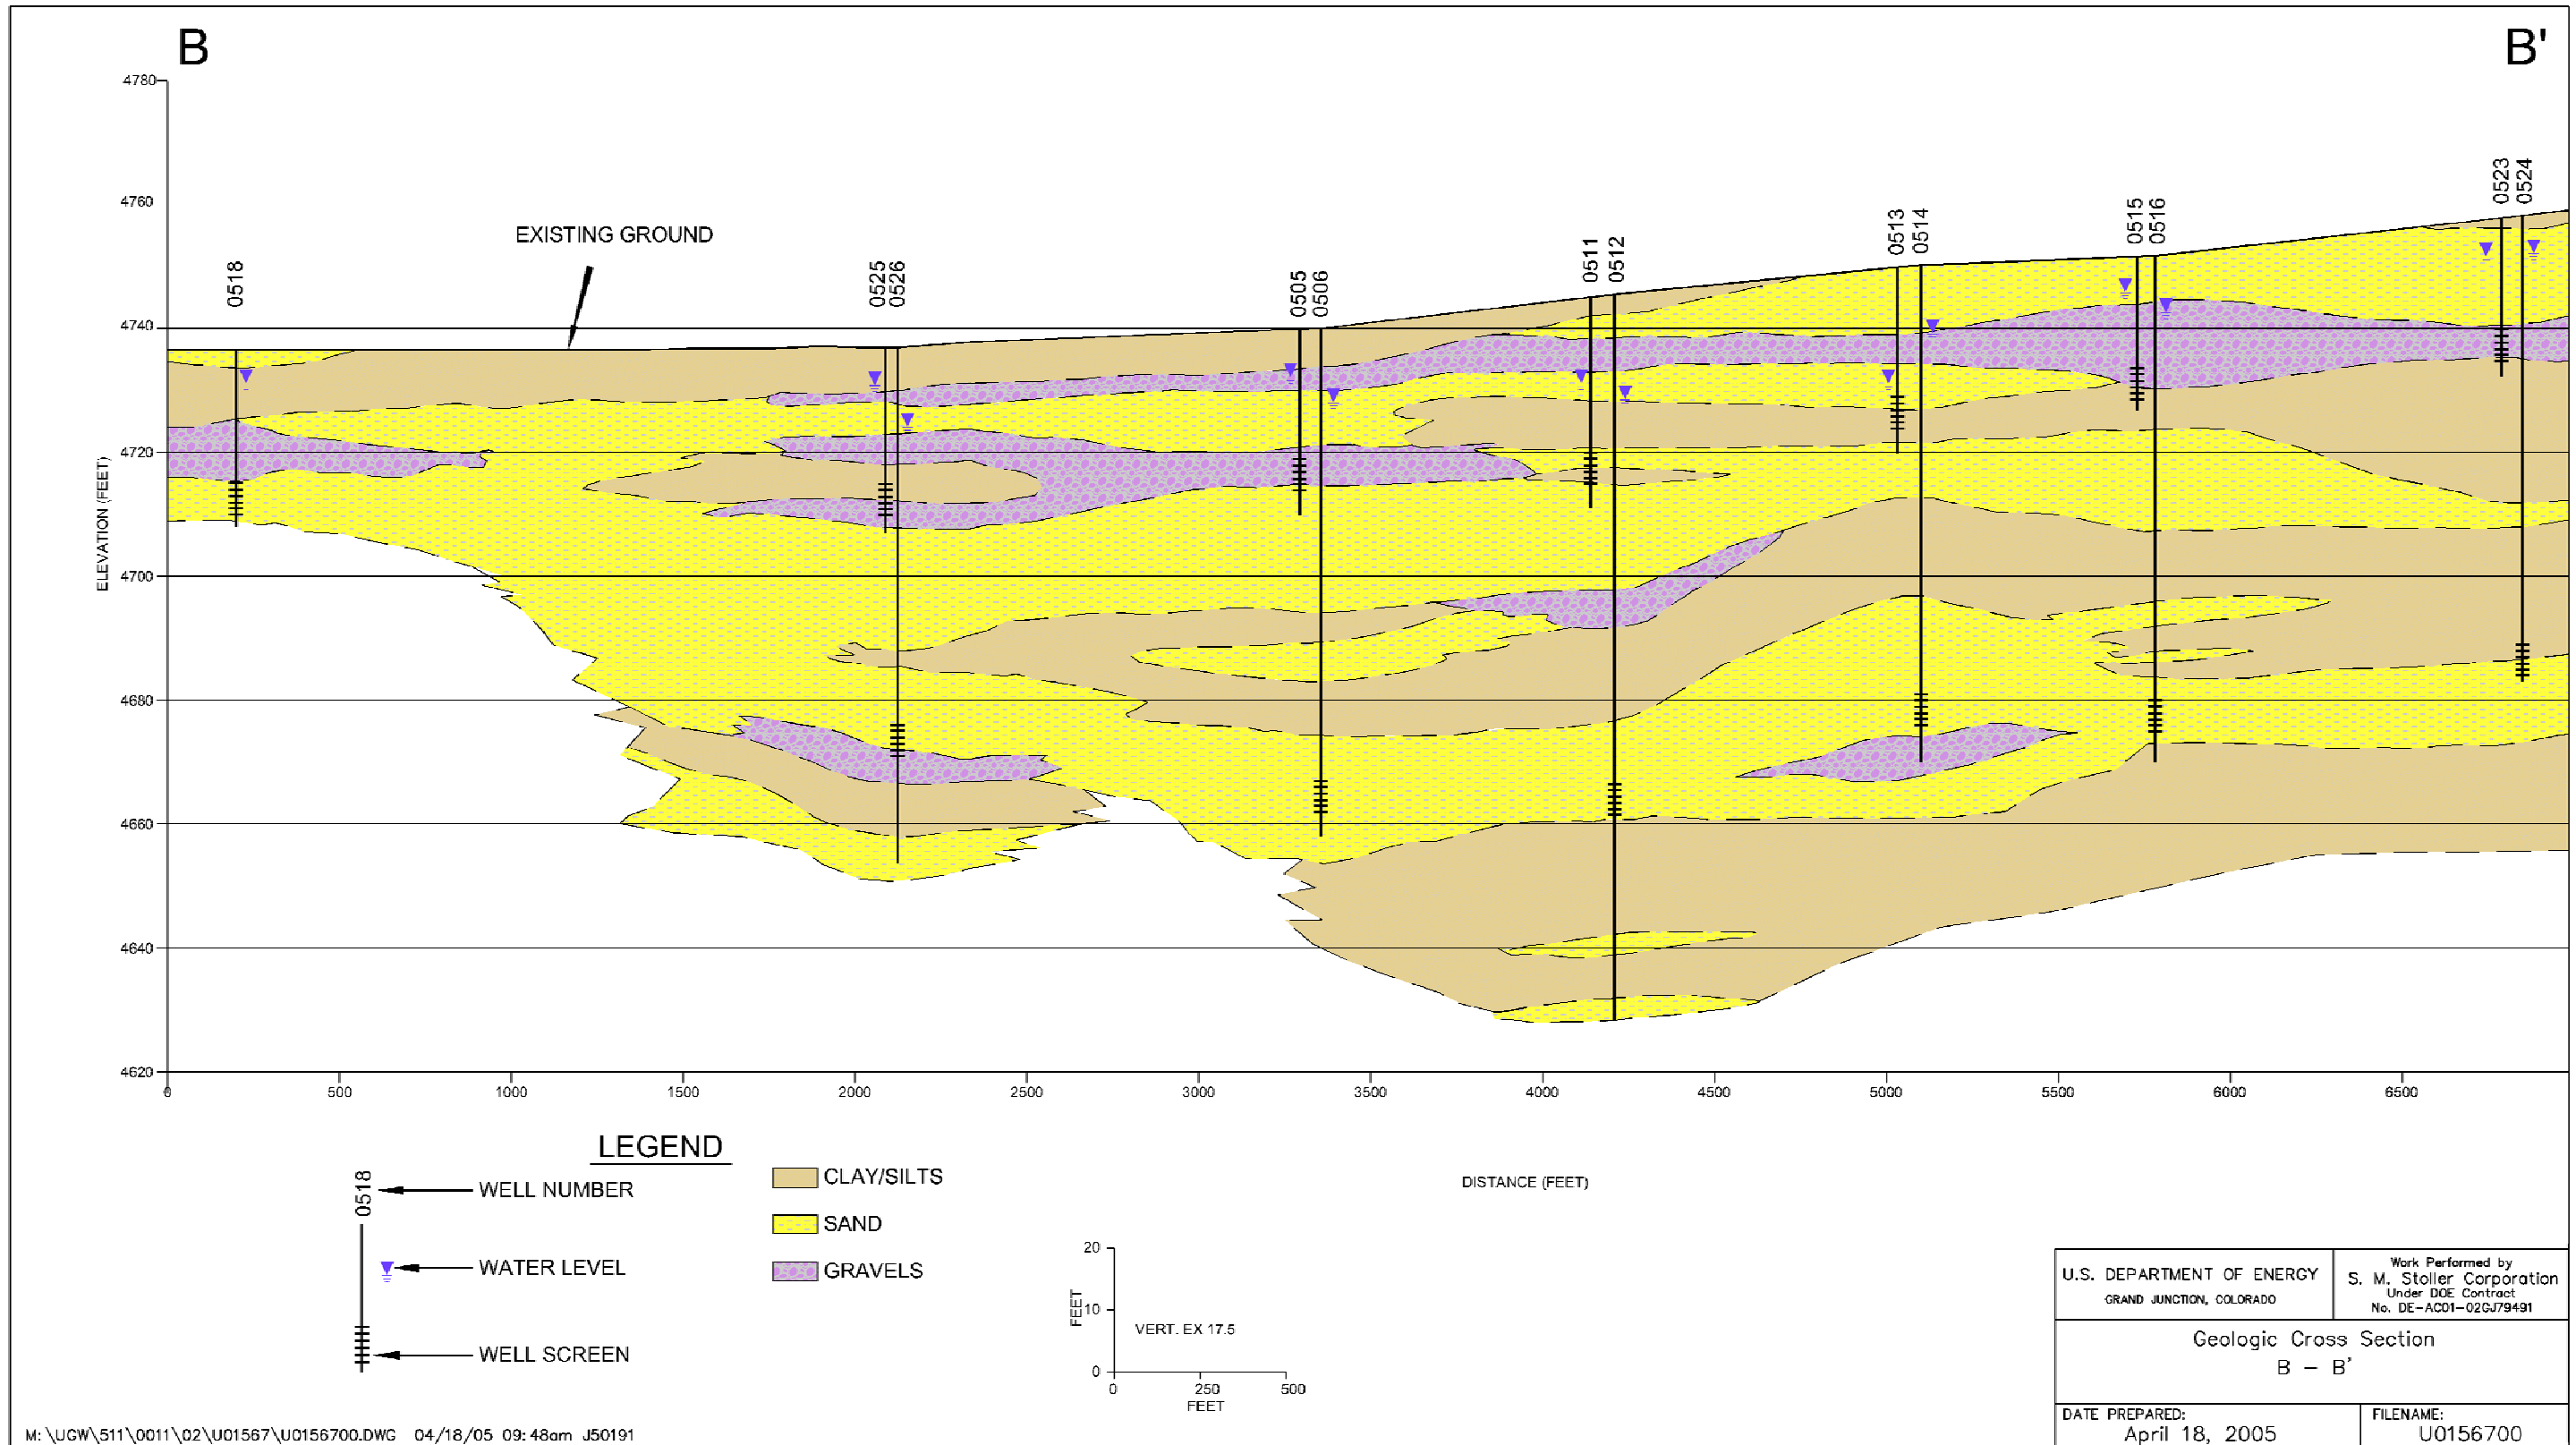 B
B'
4780
4760
4740
4720
4700
4680
4660
4640
4620
ELEVATION (FEET)
EXISTING GROUND
0518
0525
0526
0505
0506
0511
0512
0513
0514
0515
0516
0523
0524
0
500
1000
1500
2000
2500
3000
3500
4000
4500
5000
5500
6000
6500
DISTANCE (FEET)
LEGEND
0518
WELL NUMBER
WATER LEVEL
WELL SCREEN
CLAY/SILTS
SAND
GRAVELS
20
10
0
FEET
VERT. EX 17.5
0
250
500
FEET
U.S. DEPARTMENT OF ENERGY
GRAND JUNCTION, COLORADO
Work Performed by
S. M. Stoller Corporation
Under DOE Contract
No. DE-AC01-02GJ79491
Geologic Cross Section
B - B'
DATE PREPARED:
April 18, 2005
FILENAME:
U0156700
M:\UGW\511\0011\02\U01567\U0156700.DWG 04/18/05 09:48am J50191